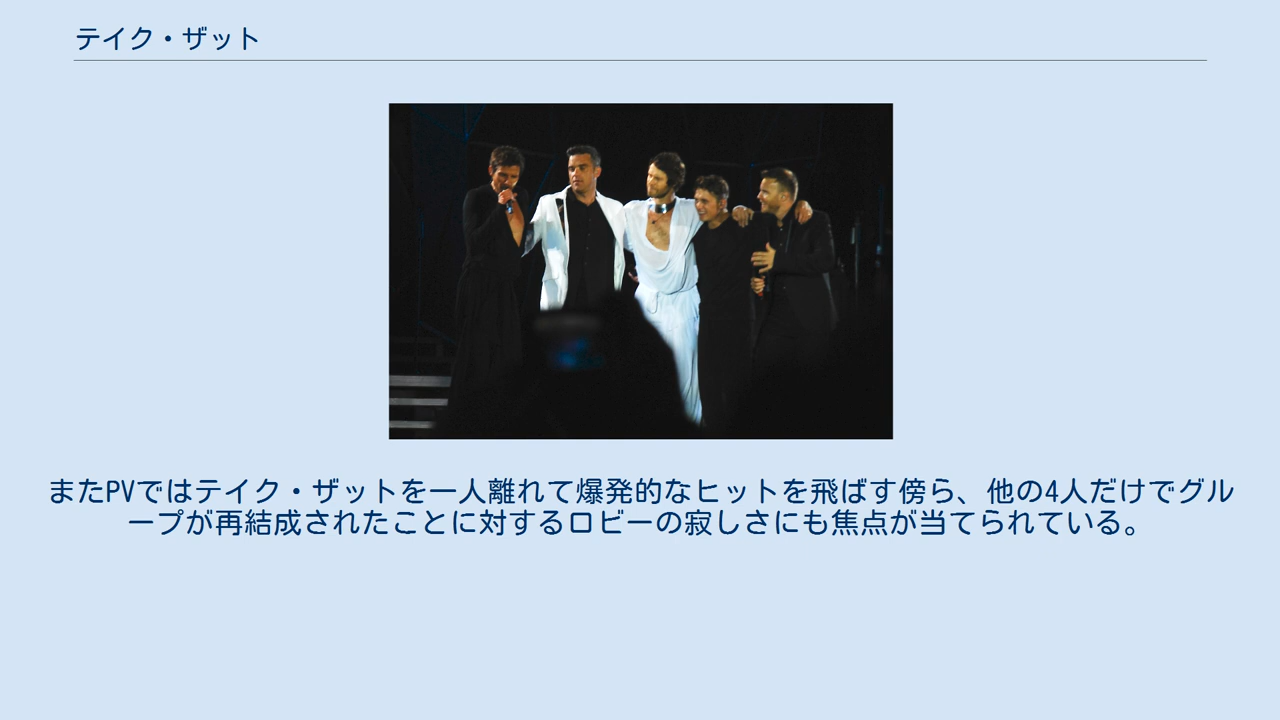 テイク・ザット
またPVではテイク・ザットを一人離れて爆発的なヒットを飛ばす傍ら、他の4人だけでグル
ープが再結成されたことに対するロビーの寂しさにも焦点が当てられている。